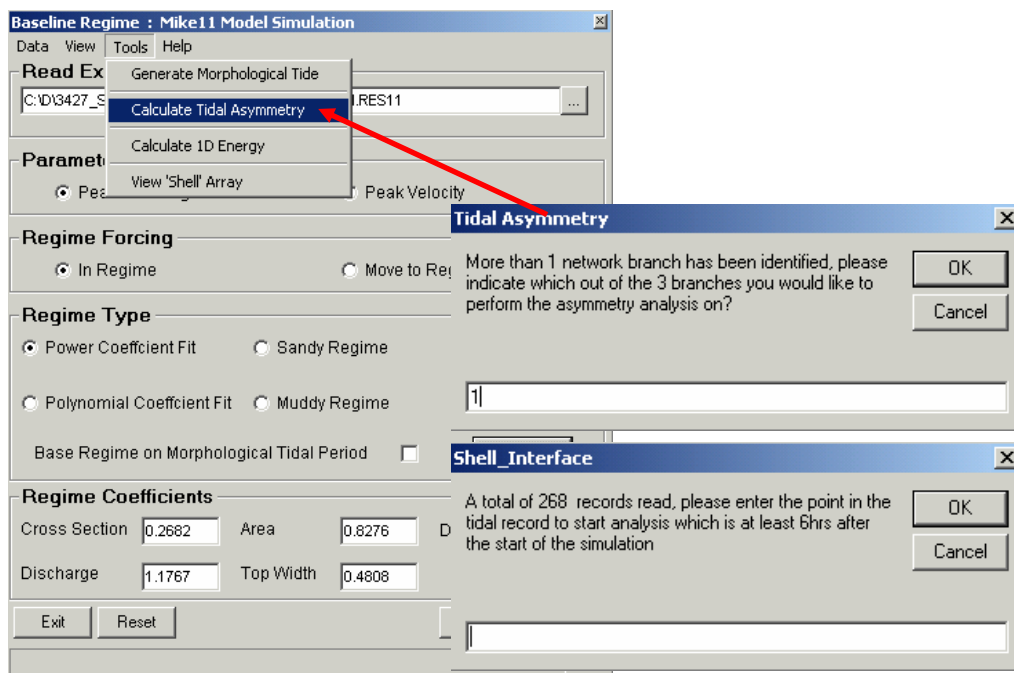 Baseline Regime : Mike11 Model Simulation
Data View Tools Help
Read Ex
Generate Morphological Tide
C:\D\3427_S
I.RES11
...
Calculate Tidal Asymmetry
Calculate 1D Energy
Paramet
View 'Shell' Array
Pea
Peak Velocity
Regime Forcing
In Regime
Move to Reg
Regime Type
Power Coeffcient Fit
Sandy Regime
Polynomial Coeffcient Fit
Muddy Regime
Base Regime on Morphological Tidal Period
Regime Coefficients
Cross Section 0.2682 Area 0.8276 D
Discharge 1.1767 Top Width 0.4808
Exit Reset
Tidal Asymmetry
More than 1 network branch has been identified, please
indicate which out of the 3 branches you would like to
perform the asymmetry analysis on?
OK
Cancel
1
Shell_Interface
A total of 268 records read, please enter the point in the
tidal record to start analysis which is at least 6hrs after
the start of the simulation
OK
Cancel